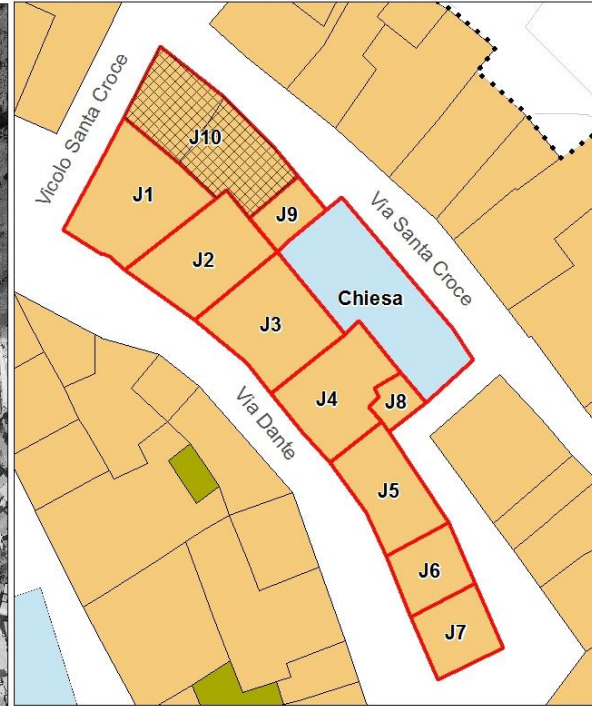 Vicolo Santa Croce
J10
J1
J9
Via Santa Croce
J2
Chiesa
J3
J4
J8
Via Dante
J5
J6
J7